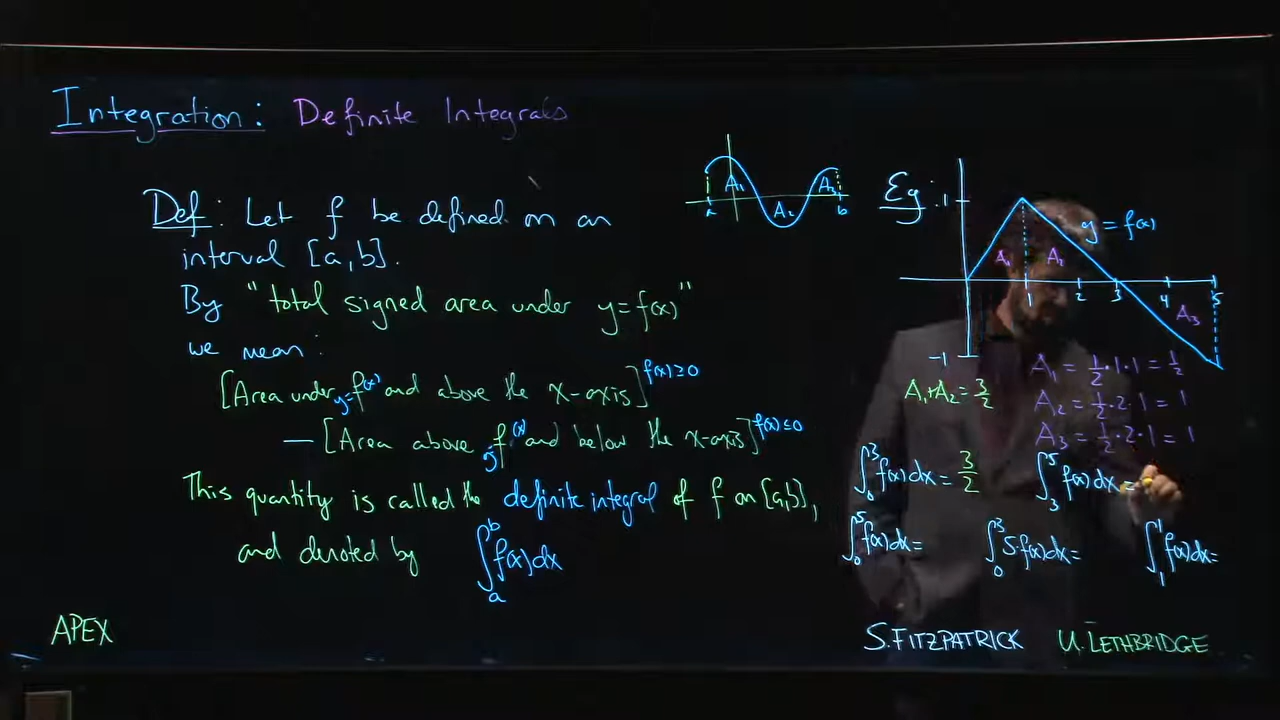 Integration: Definite Integrals
Def: Let f be defined on an
interval [a,b].
By "total signed area under y=f(x)"
we mean:
[Area under y=f(x) and above the x-axis] f(x)≥0
— [Area above y=f(x) and below the x-axis] f(x)≤0
This quantity is called the definite integral of f on [a,b],
and denoted by ∫_a^b f(x)dx
A₁
A₂
A₃
a
b
Eg:
1
-1
1 2 3 4 5
y = f(x)
A₁
A₂
A₃
A₁ = ½·1·1 = ½
A₁+A₂ = 3/2
A₂ = ½·2·1 = 1
A₃ = ½·2·1 = 1
∫_0^3 f(x)dx = 3/2
∫_3^5 f(x)dx =
∫_0^5 f(x)dx =
∫_0^3 5·f(x)dx =
∫_1^1 f(x)dx =
APEX
S. FITZPATRICK U. LETHBRIDGE